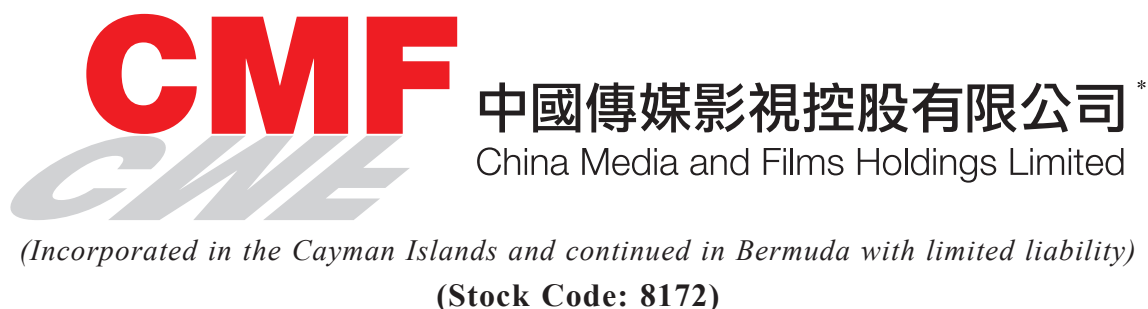 CMF
中國傳媒影視控股有限公司*
China Media and Films Holdings Limited
(Incorporated in the Cayman Islands and continued in Bermuda with limited liability)
(Stock Code: 8172)